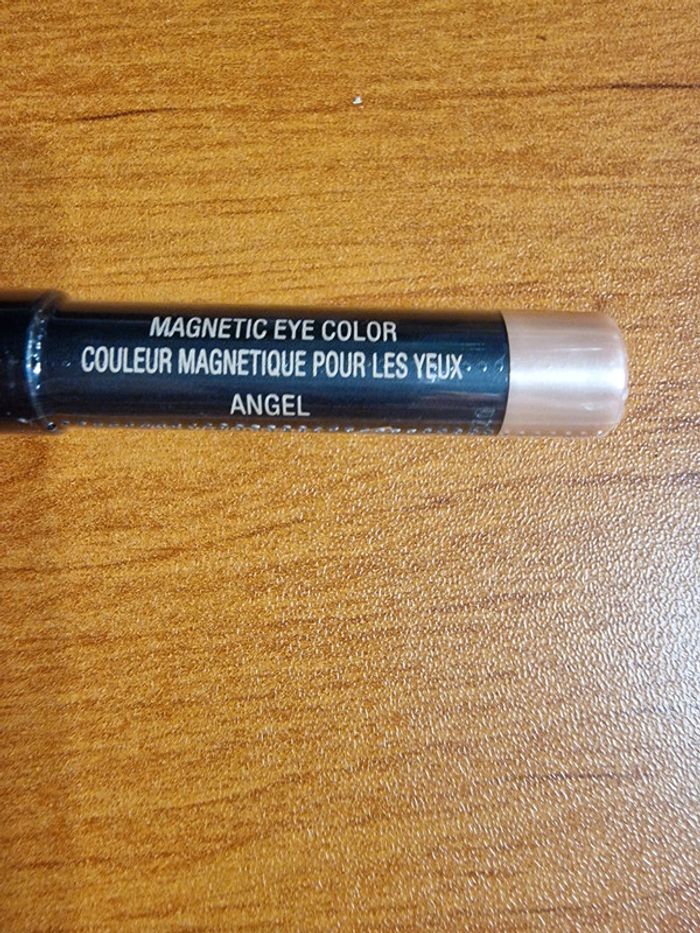 MAGNETIC EYE COLOR
COULEUR MAGNETIQUE POUR LES YEUX
ANGEL